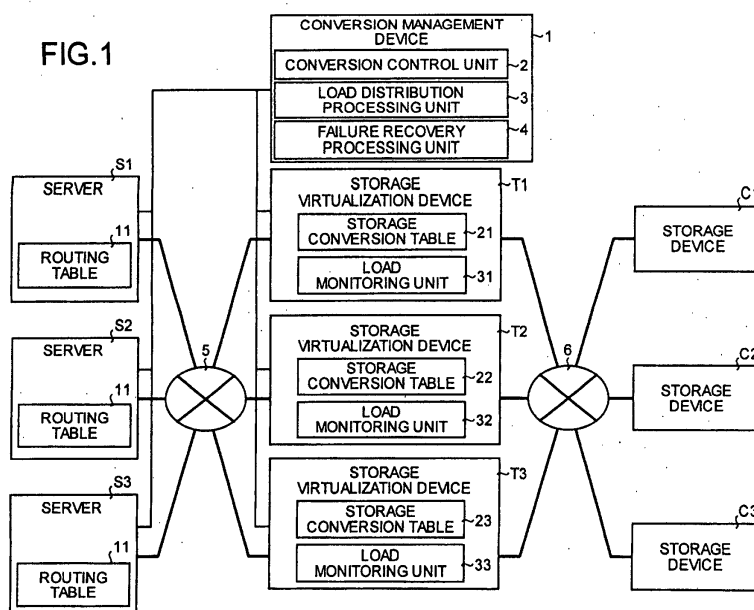 FIG.1
CONVERSION MANAGEMENT
DEVICE
1
CONVERSION CONTROL UNIT
2
LOAD DISTRIBUTION
PROCESSING UNIT
3
FAILURE RECOVERY
PROCESSING UNIT
4
S1
SERVER
11
ROUTING
TABLE
S2
SERVER
11
ROUTING
TABLE
S3
SERVER
11
ROUTING
TABLE
5
T1
STORAGE
VIRTUALIZATION DEVICE
STORAGE
CONVERSION TABLE
21
LOAD
MONITORING UNIT
31
T2
STORAGE
VIRTUALIZATION DEVICE
STORAGE
CONVERSION TABLE
22
LOAD
MONITORING UNIT
32
T3
STORAGE
VIRTUALIZATION DEVICE
STORAGE
CONVERSION TABLE
23
LOAD
MONITORING UNIT
33
6
C1
STORAGE
DEVICE
C2
STORAGE
DEVICE
C3
STORAGE
DEVICE